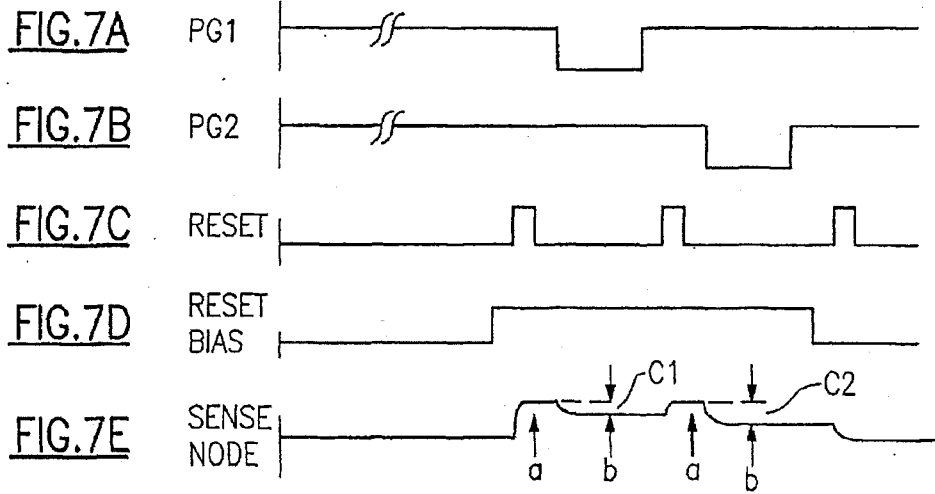 FIG.7A PG1
FIG.7B PG2
FIG.7C RESET
FIG.7D RESET BIAS
FIG.7E SENSE NODE
C1
C2
a
b
a
b